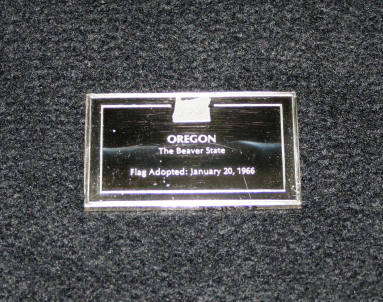 OREGON
The Beaver State
Flag Adopted: January 20, 1966